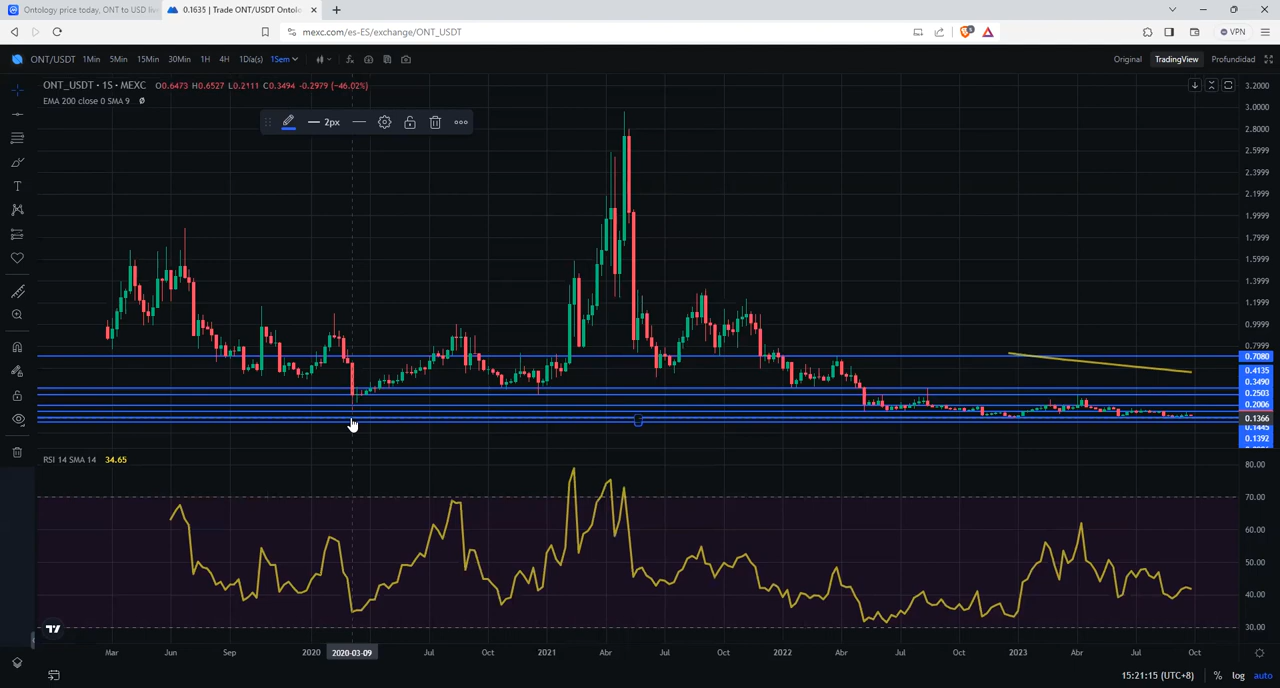 Ontology price today, ONT to USD live
0.1635 | Trade ONT/USDT Ontolo
mexc.com/es-ES/exchange/ONT_USDT
VPN
ONT/USDT 1Min 5Min 15Min 30Min 1H 4H 1Día(s) 1Sem Original TradingView Profundidad
ONT_USDT · 1S · MEXC O0.6473 H0.6527 L0.2111 C0.3494 -0.2979 (-46.02%)
EMA 200 close 0 SMA 9 Ø
2px
3.2000
3.0000
2.8000
2.5999
2.3999
2.1999
1.9999
1.7999
1.5999
1.3999
1.1999
0.9999
0.7999
0.7080
0.4135
0.3490
0.2503
0.2006
0.1366
0.1445
0.1392
RSI 14 SMA 14 34.65
80.00
70.00
60.00
50.00
40.00
30.00
Mar Jun Sep 2020 2020-03-09 Jul Oct 2021 Abr Jul Oct 2022 Abr Jul Oct 2023 Abr Jul Oct
15:21:15 (UTC+8) % log auto